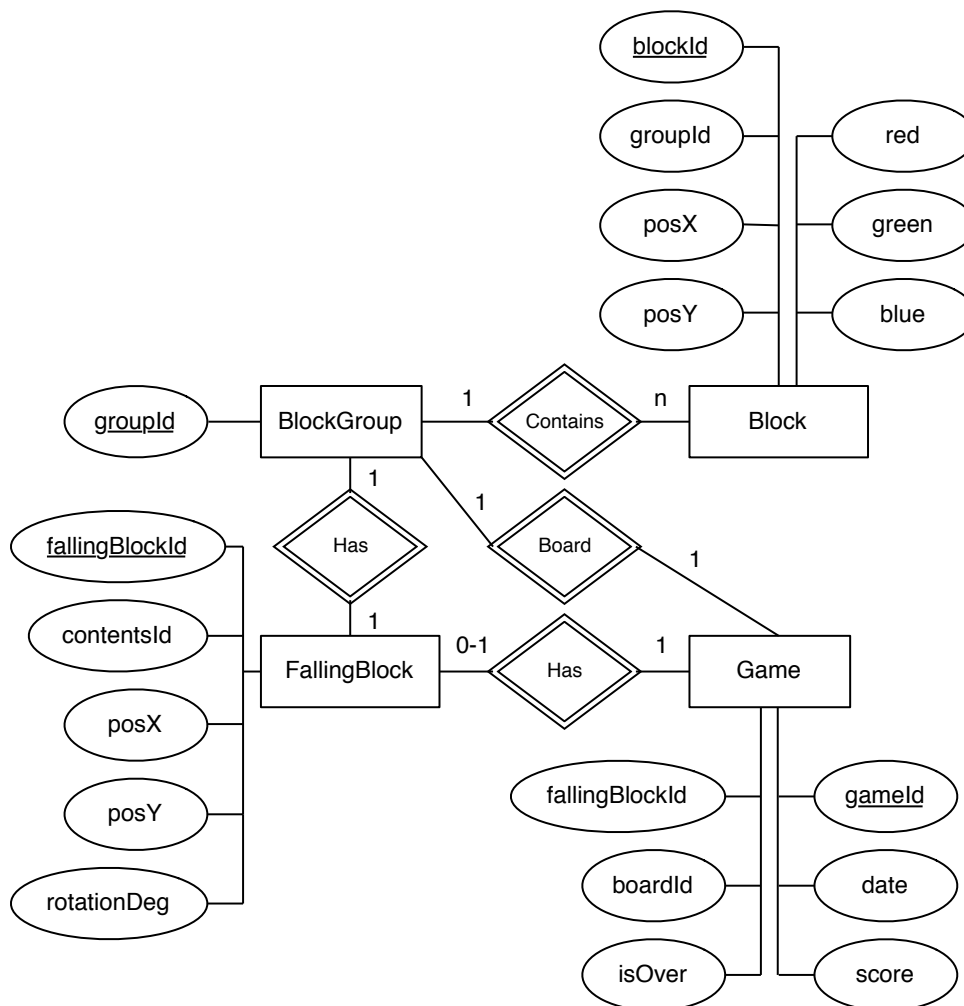 blockId
groupId
red
posX
green
posY
blue
groupId
BlockGroup
1
Contains
n
Block
1
1
fallingBlockId
Has
Board
1
contentsId
1
FallingBlock
0-1
Has
1
Game
posX
fallingBlockId
gameId
posY
boardId
date
rotationDeg
isOver
score